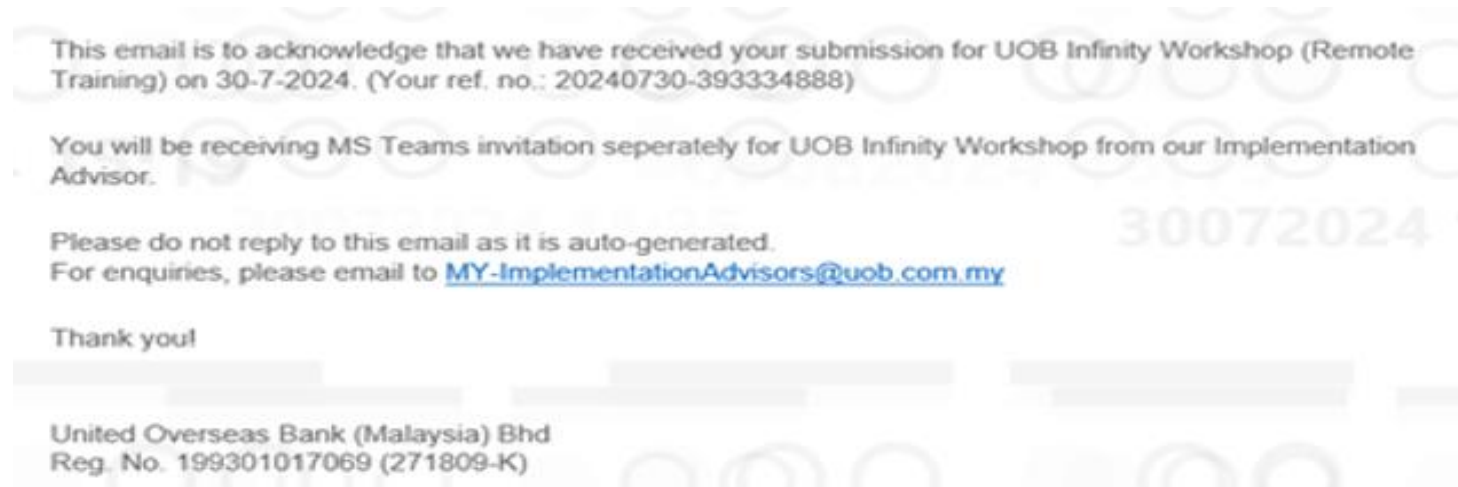 This email is to acknowledge that we have received your submission for UOB Infinity Workshop (Remote
Training) on 30-7-2024. (Your ref. no.: 20240730-393334888)
You will be receiving MS Teams invitation seperately for UOB Infinity Workshop from our Implementation
Advisor.
30072024
Please do not reply to this email as it is auto-generated.
For enquiries, please email to MY-ImplementationAdvisors@uob.com.my
Thank you!
United Overseas Bank (Malaysia) Bhd
Reg. No. 199301017069 (271809-K)